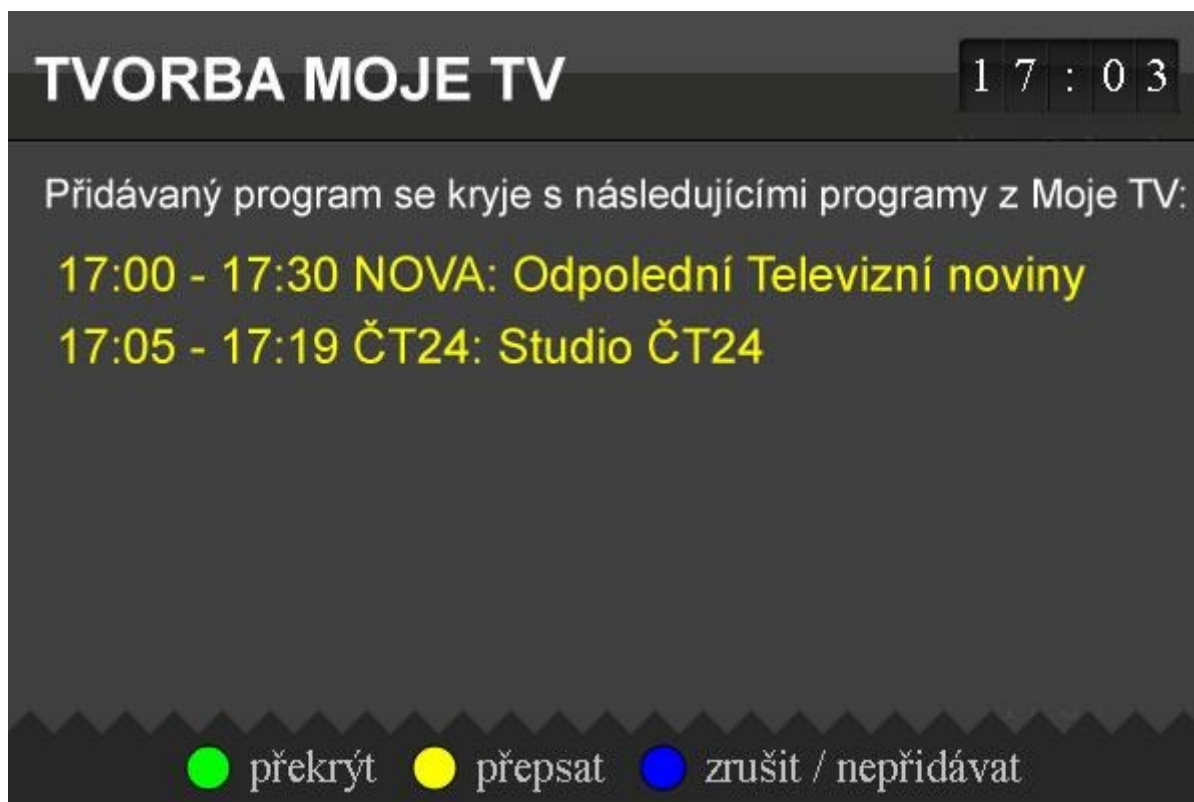 TVORBA MOJE TV
17:03
Přidávaný program se kryje s následujícími programy z Moje TV:
17:00 - 17:30 NOVA: Odpolední Televizní noviny
17:05 - 17:19 ČT24: Studio ČT24
překrýt přepsat zrušit / nepřidávat